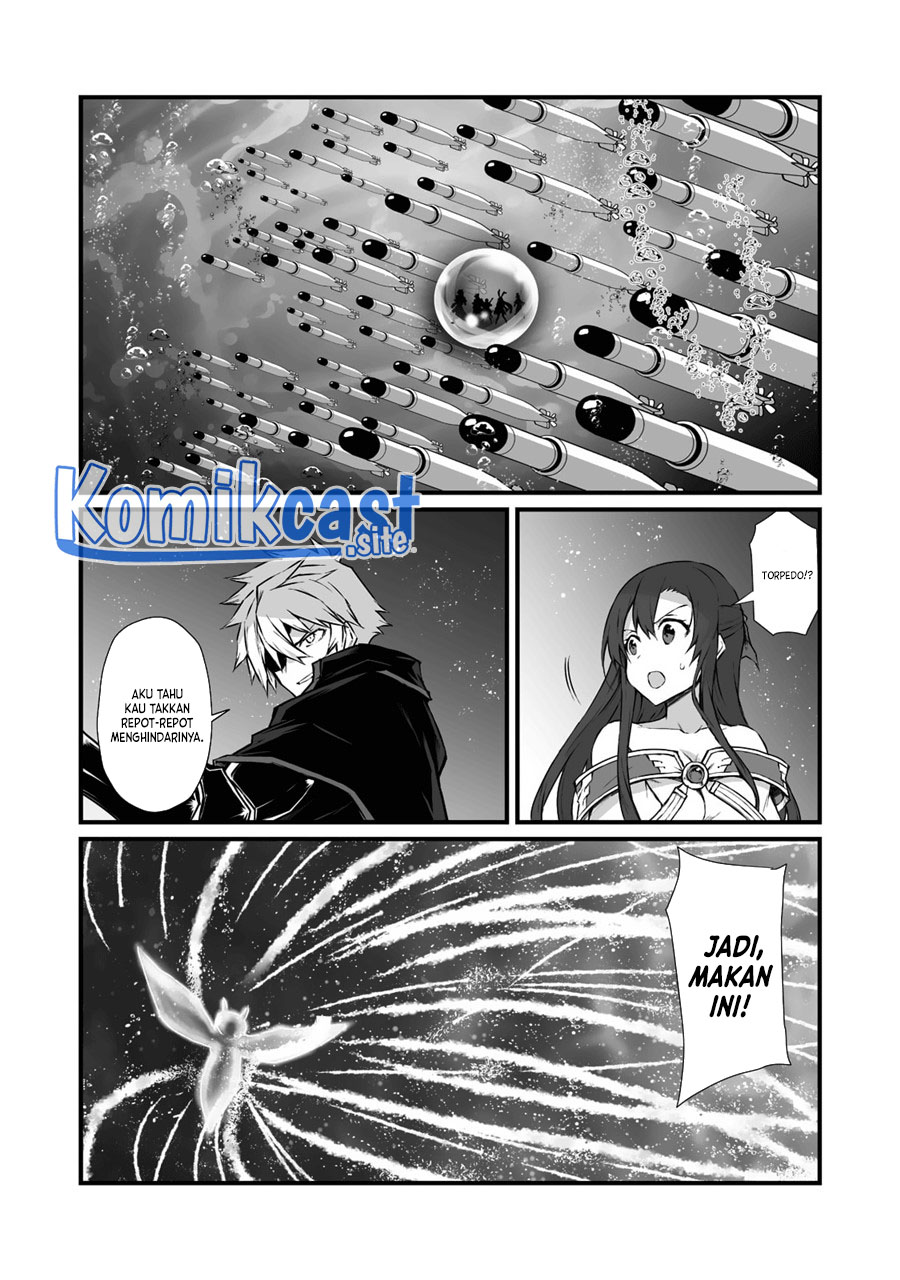 Komikcast
.site
TORPEDO!?
AKU TAHU
KAU TAKKAN
REPOT-REPOT
MENGHINDARINYA.
JADI,
MAKAN
INI!